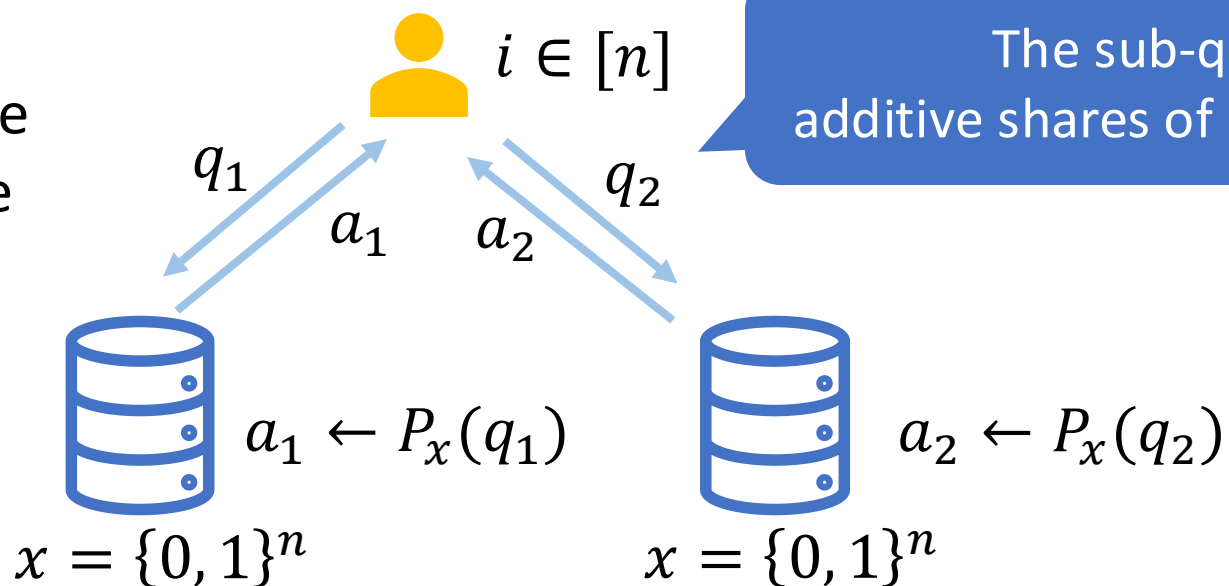 i ∈ [n]
The sub-q
additive shares of
e
e
q₁
a₁
a₂
q₂
a₁ ← Pₓ(q₁)
a₂ ← Pₓ(q₂)
x = {0, 1}ⁿ
x = {0, 1}ⁿ